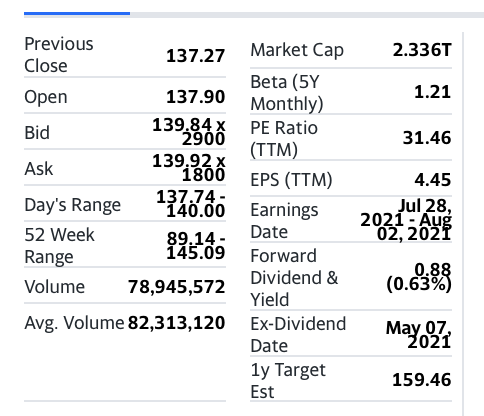 Previous
Close 137.27
Open 137.90
Bid 139.84 x
2900
Ask 139.92 x
1800
Day's Range 137.74 -
140.00
52 Week
Range 89.14 -
145.09
Volume 78,945,572
Avg. Volume 82,313,120
Market Cap 2.336T
Beta (5Y
Monthly) 1.21
PE Ratio
(TTM) 31.46
EPS (TTM) 4.45
Earnings
Date Jul 28,
2021 - Aug
02, 2021
Forward
Dividend &
Yield 0.88
(0.63%)
Ex-Dividend
Date May 07,
2021
1y Target
Est 159.46